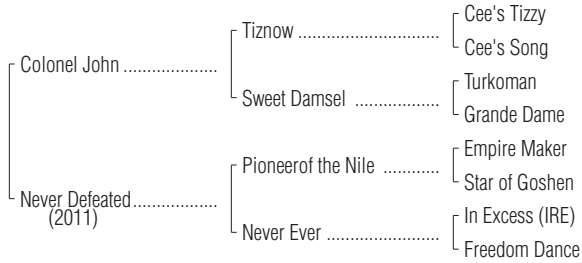 Cee's Tizzy
Tiznow ........................................
Cee's Song
Colonel John ..........................
Turkoman
Sweet Damsel ........................
Grande Dame
Empire Maker
Pioneerof the Nile ................
Star of Goshen
Never Defeated.......................
(2011)
In Excess (IRE)
Never Ever ...............................
Freedom Dance